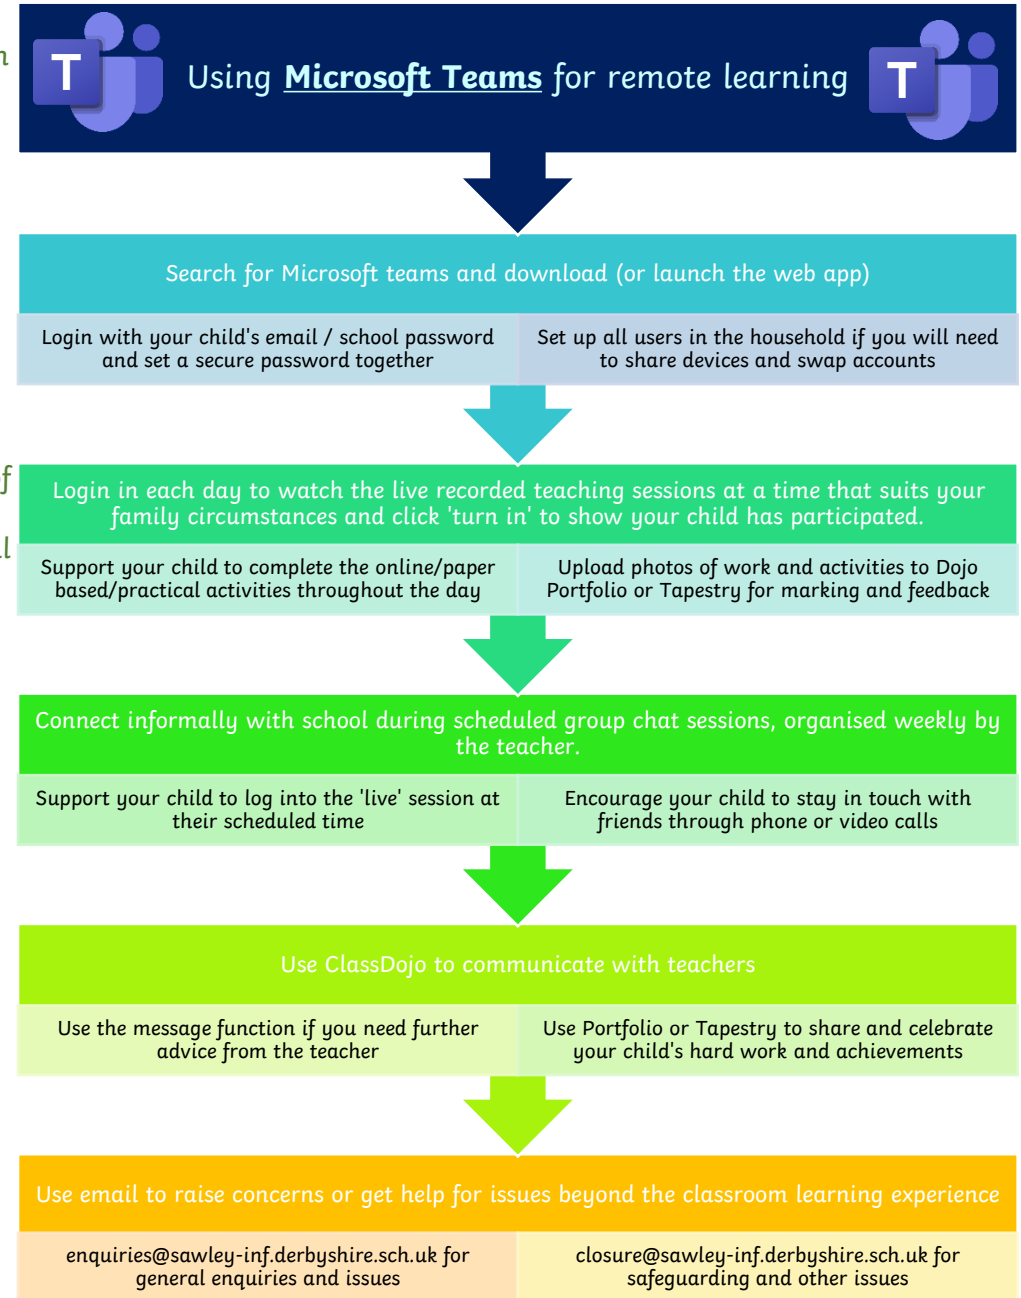 Using Microsoft Teams for remote learning
T
T
Search for Microsoft teams and download (or launch the web app)
Login with your child's email / school password
and set a secure password together
Set up all users in the household if you will need
to share devices and swap accounts
Login in each day to watch the live recorded teaching sessions at a time that suits your
family circumstances and click 'turn in' to show your child has participated.
Support your child to complete the online/paper
based/practical activities throughout the day
Upload photos of work and activities to Dojo
Portfolio or Tapestry for marking and feedback
Connect informally with school during scheduled group chat sessions, organised weekly by
the teacher.
Support your child to log into the 'live' session at
their scheduled time
Encourage your child to stay in touch with
friends through phone or video calls
Use ClassDojo to communicate with teachers
Use the message function if you need further
advice from the teacher
Use Portfolio or Tapestry to share and celebrate
your child's hard work and achievements
Use email to raise concerns or get help for issues beyond the classroom learning experience
enquiries@sawley-inf.derbyshire.sch.uk for
general enquiries and issues
closure@sawley-inf.derbyshire.sch.uk for
safeguarding and other issues